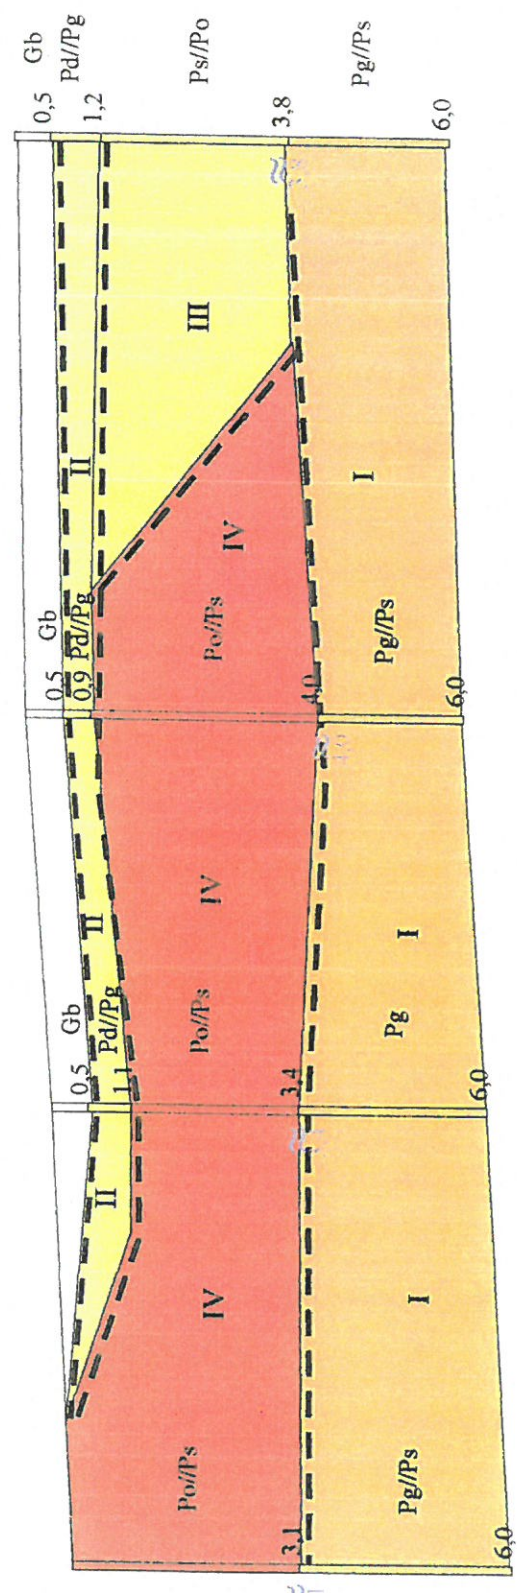 Po//Ps
3,1
Pg//Ps
6,0
II
IV
I
Gb
0,5
Pd//Pg
1,1
Po//Ps
3,4
Pg
6,0
II
IV
I
Gb
0,5
Pd//Pg
0,9
Po//Ps
4,0
Pg//Ps
6,0
II
IV
III
I
0,5
1,2
3,8
6,0
Gb
Pd//Pg
Ps//Po
Pg//Ps